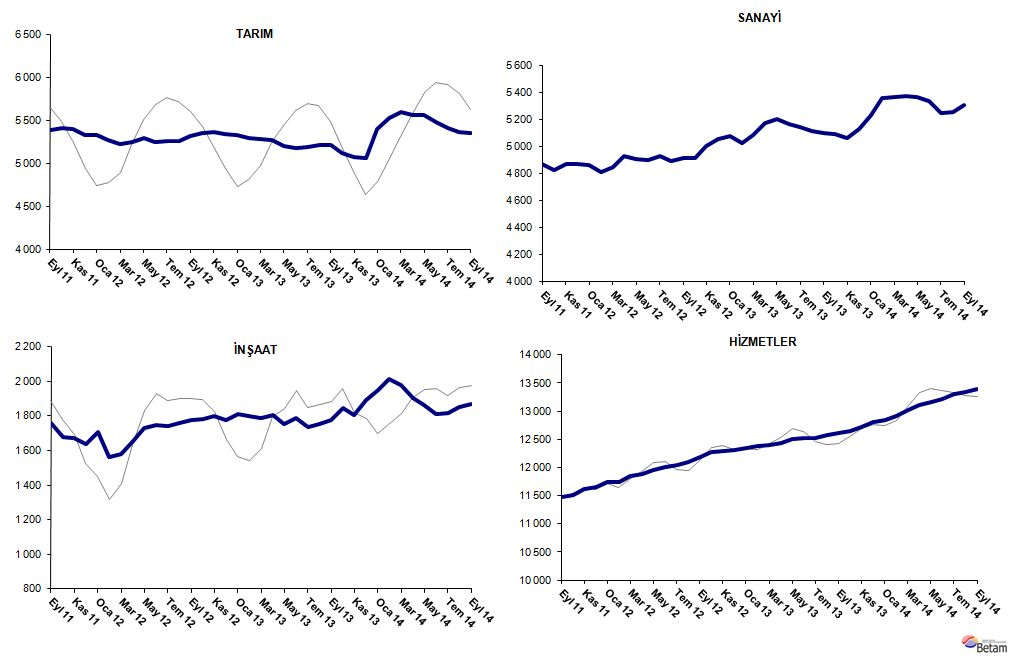 TARIM
6 500
6 000
5 500
5 000
4 500
4 000
Eyl 11
Kas 11
Oca 12
Mar 12
May 12
Tem 12
Eyl 12
Kas 12
Oca 13
Mar 13
May 13
Tem 13
Eyl 13
Kas 13
Oca 14
Mar 14
May 14
Tem 14
Eyl 14
SANAYİ
5 600
5 400
5 200
5 000
4 800
4 600
4 400
4 200
4 000
Eyl 11
Kas 11
Oca 12
Mar 12
May 12
Tem 12
Eyl 12
Kas 12
Oca 13
Mar 13
May 13
Tem 13
Eyl 13
Kas 13
Oca 14
Mar 14
May 14
Tem 14
Eyl 14
İNŞAAT
2 200
2 000
1 800
1 600
1 400
1 200
1 000
800
Eyl 11
Kas 11
Oca 12
Mar 12
May 12
Tem 12
Eyl 12
Kas 12
Oca 13
Mar 13
May 13
Tem 13
Eyl 13
Kas 13
Oca 14
Mar 14
May 14
Tem 14
Eyl 14
HİZMETLER
14 000
13 500
13 000
12 500
12 000
11 500
11 000
10 500
10 000
Eyl 11
Kas 11
Oca 12
Mar 12
May 12
Tem 12
Eyl 12
Kas 12
Oca 13
Mar 13
May 13
Tem 13
Eyl 13
Kas 13
Oca 14
Mar 14
May 14
Tem 14
Eyl 14
Betam